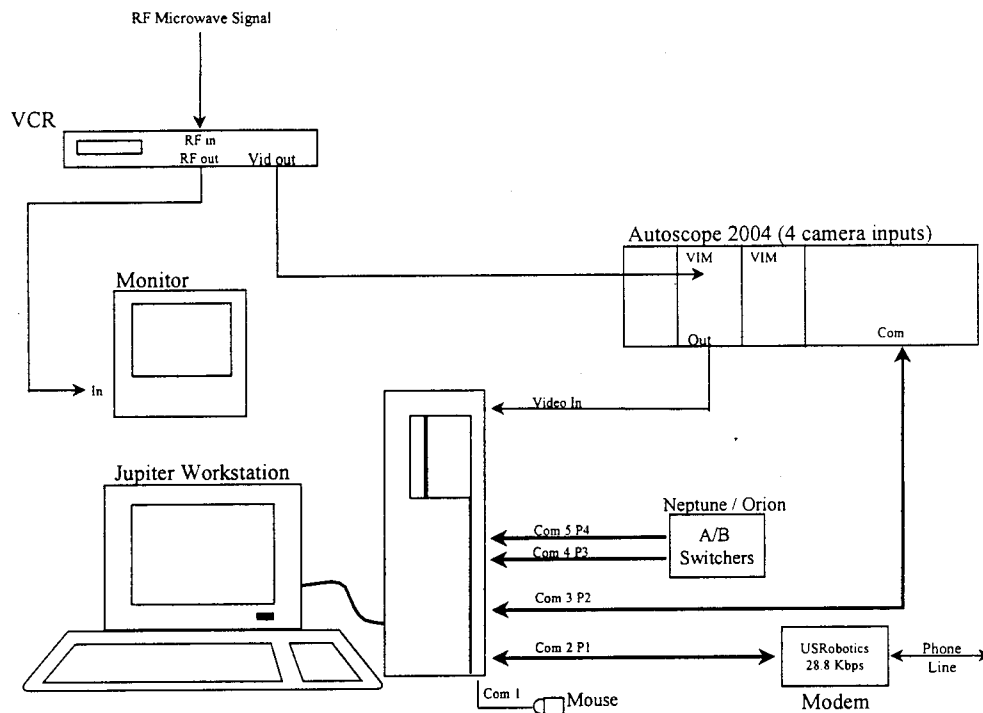 RF Microwave Signal
VCR
RF in
RF out
Vid out
Autoscope 2004 (4 camera inputs)
VIM
VIM
Monitor
Out
Com
In
Video In
Jupiter Workstation
Neptune / Orion
A/B
Switchers
Com 5 P4
Com 4 P3
Com 3 P2
Com 2 P1
USRobotics
28.8 Kbps
Phone
Line
Modem
Com 1
Mouse